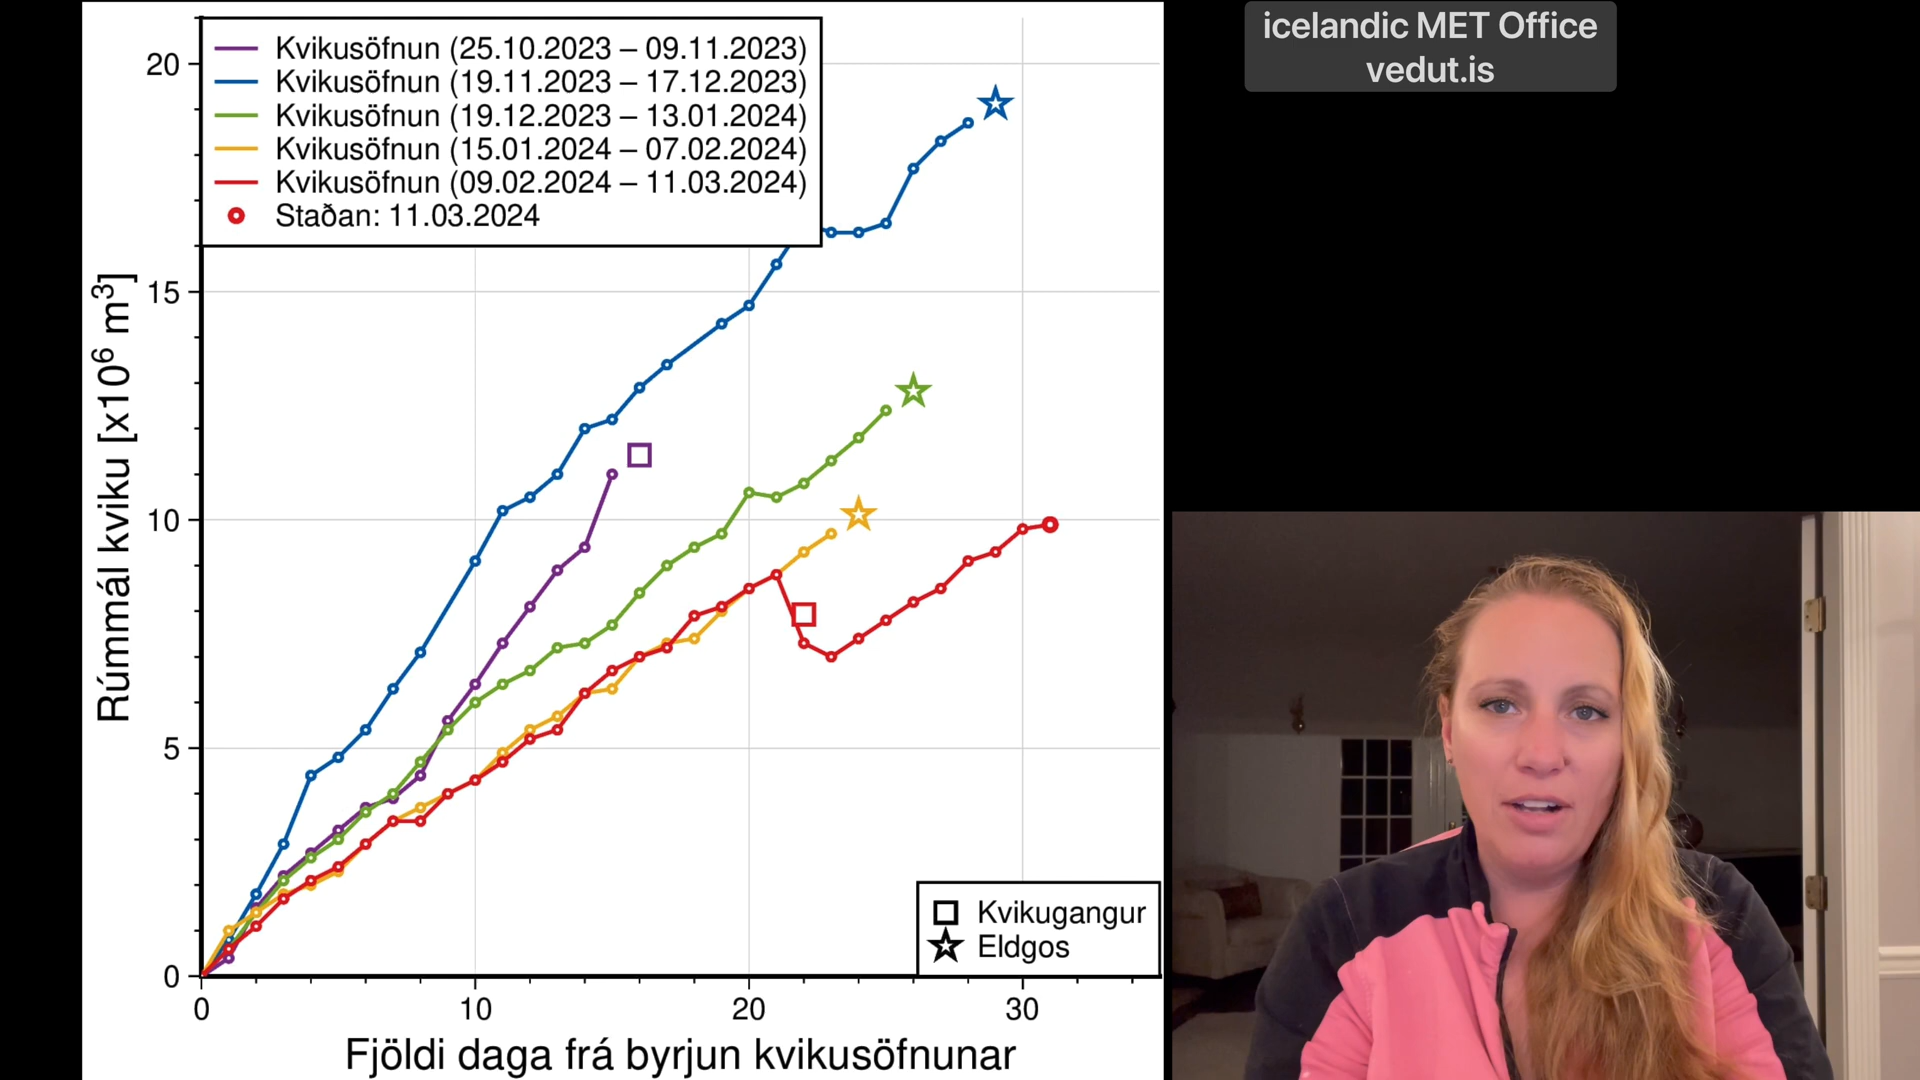 icelandic MET Office
vedut.is
Kvikusöfnun (25.10.2023 – 09.11.2023)
Kvikusöfnun (19.11.2023 – 17.12.2023)
Kvikusöfnun (19.12.2023 – 13.01.2024)
Kvikusöfnun (15.01.2024 – 07.02.2024)
Kvikusöfnun (09.02.2024 – 11.03.2024)
Staðan: 11.03.2024
Rúmmál kviku [x10⁶ m³]
20
15
10
5
0
Kvikugangur
Eldgos
0 10 20 30
Fjöldi daga frá byrjun kvikusöfnunar